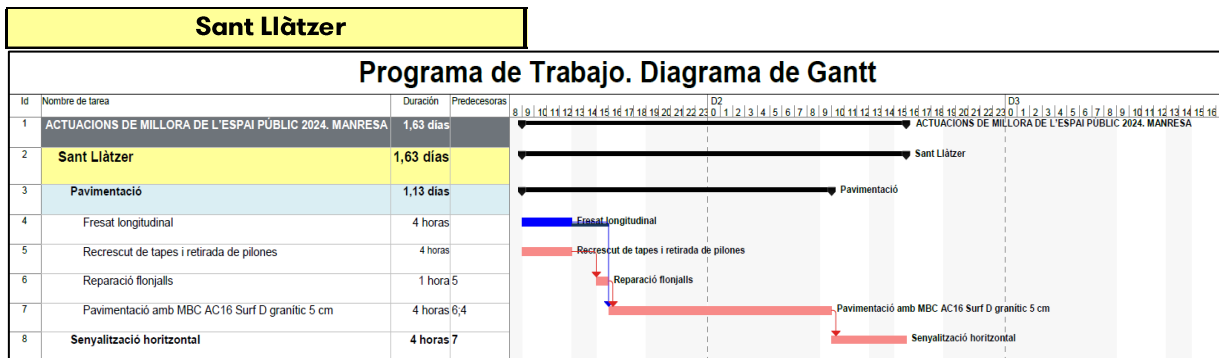 Sant Llàtzer
Programa de Trabajo. Diagrama de Gantt
Id Nombre de tarea Duración Predecesoras D2 D3
8 9 10 11 12 13 14 15 16 17 18 19 20 21 22 23 0 1 2 3 4 5 6 7 8 9 10 11 12 13 14 15 16 17 18 19 20 21 22 23 0 1 2 3 4 5 6 7 8 9 10 11 12 13 14 15 16
1 ACTUACIONS DE MILLORA DE L'ESPAI PÚBLIC 2024. MANRESA 1,63 días ACTUACIONS DE MILLORA DE L'ESPAI PÚBLIC 2024. MANRESA
2 Sant Llàtzer 1,63 días Sant Llàtzer
3 Pavimentació 1,13 días Pavimentació
4 Fresat longitudinal 4 horas Fresat longitudinal
5 Recrescut de tapes i retirada de pilones 4 horas Recrescut de tapes i retirada de pilones
6 Reparació flonjalls 1 hora 5 Reparació flonjalls
7 Pavimentació amb MBC AC16 Surf D granític 5 cm 4 horas 6;4 Pavimentació amb MBC AC16 Surf D granític 5 cm
8 Senyalització horitzontal 4 horas 7 Senyalització horitzontal